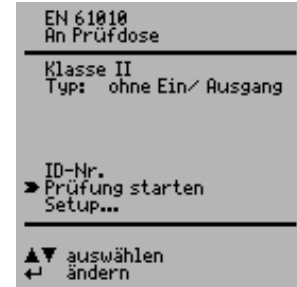 EN 61010
An Prüfdose
Klasse II
Typ: ohne Ein/ Ausgang
ID-Nr.
Prüfung starten
Setup...
▲▼ auswählen
↵ ändern